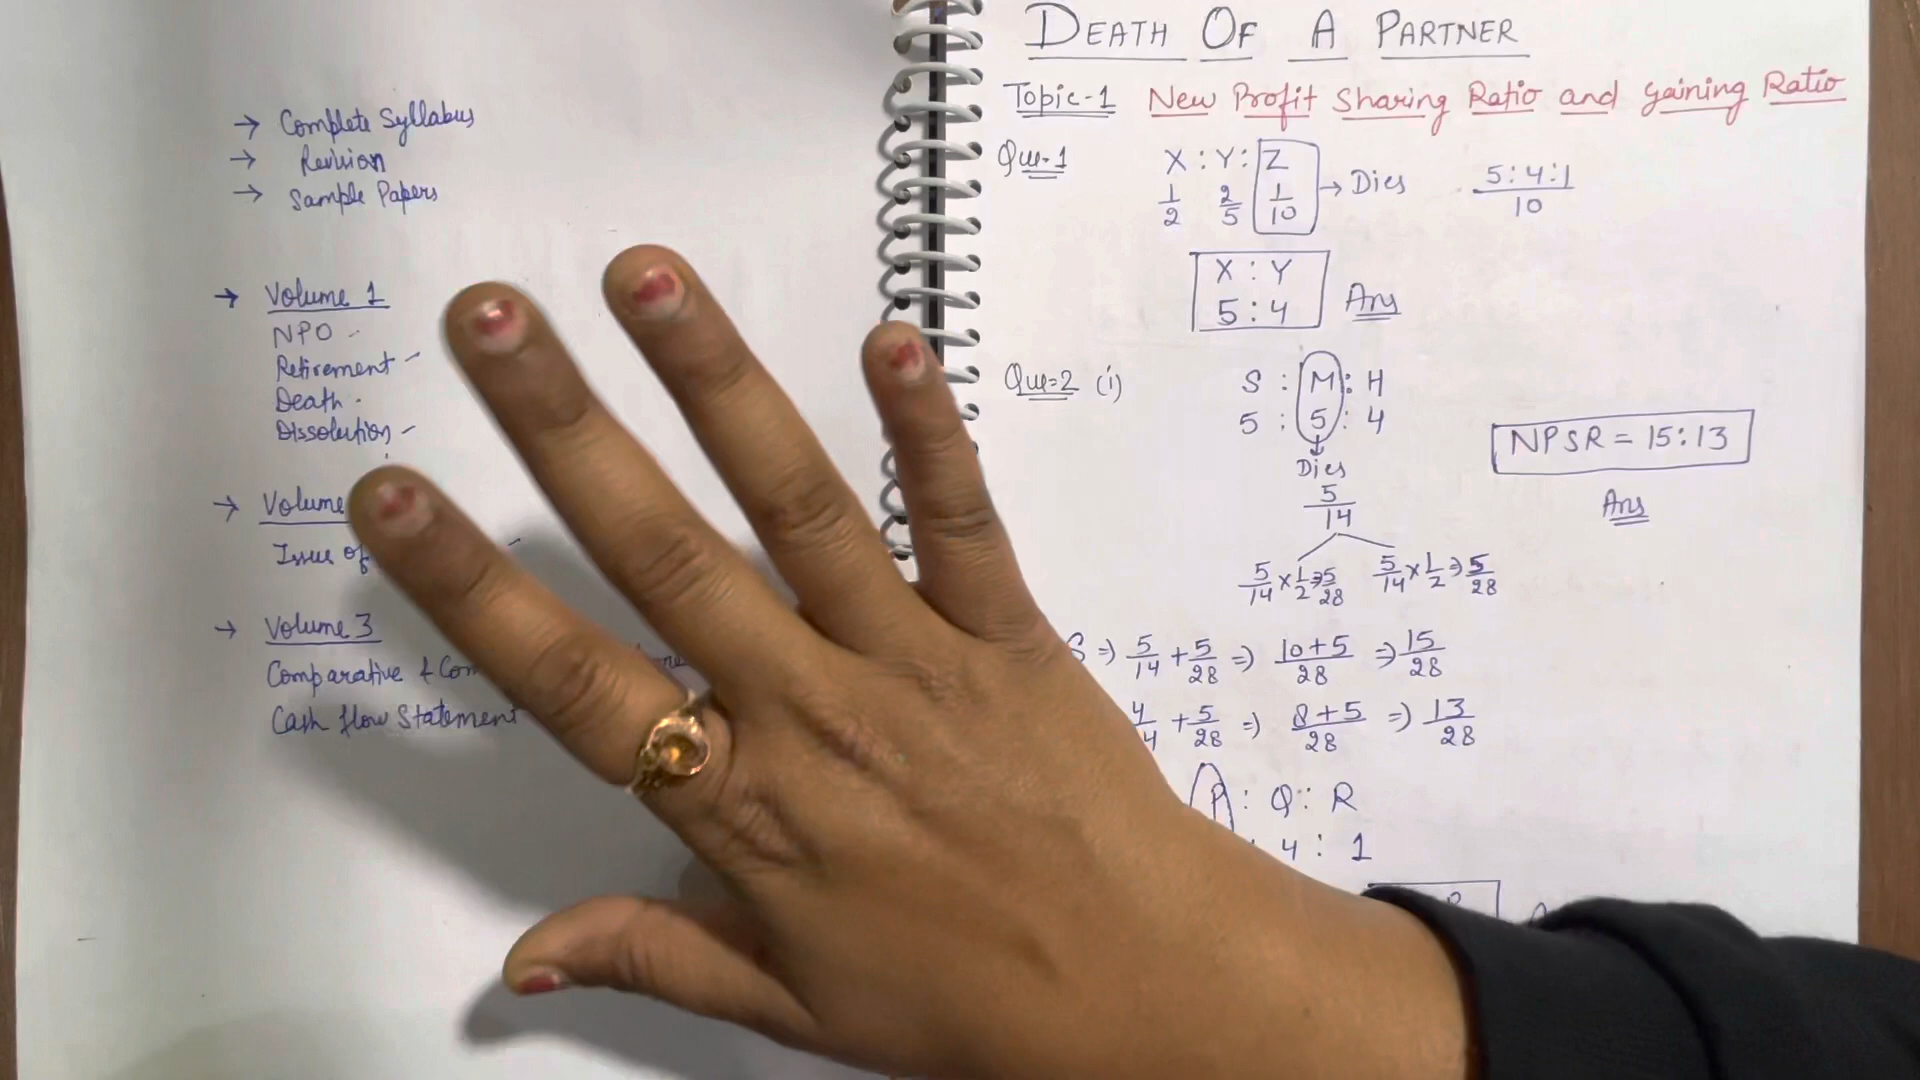 → Complete Syllabus
→ Revision
→ Sample Papers
→ Volume 1
NPO -
Retirement -
Death -
Dissolution -
→ Volume
Issue of
→ Volume 3
Comparative &
Cash flow Statement
DEATH OF A PARTNER
Topic-1 New Profit Sharing Ratio and Gaining Ratio
Que-1 X : Y : Z
1/2 2/5 1/10 → Dies 5:4:1/10
X : Y
5 : 4 Ans
Que-2 (i) S : M : H
5 : 5 : 4
Dies
NPSR = 15:13
Ans
5/14
5/14 × 1/2 ⇒ 5/28 5/14 × 1/2 ⇒ 5/28
S ⇒ 5/14 + 5/28 ⇒ 10+5/28 ⇒ 15/28
+ 5/28 ⇒ 8+5/28 ⇒ 13/28
P : Q : R
: 4 : 1